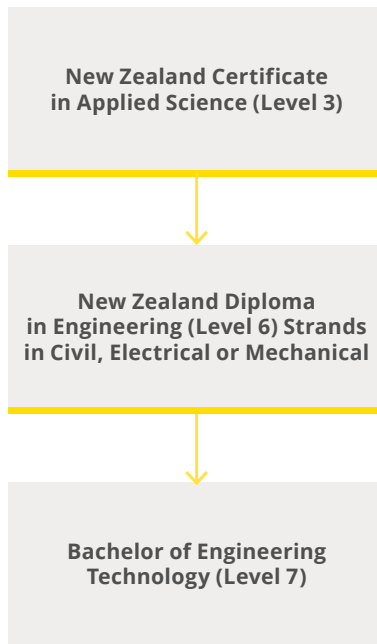 New Zealand Certificate
in Applied Science (Level 3)
New Zealand Diploma
in Engineering (Level 6) Strands
in Civil, Electrical or Mechanical
Bachelor of Engineering
Technology (Level 7)